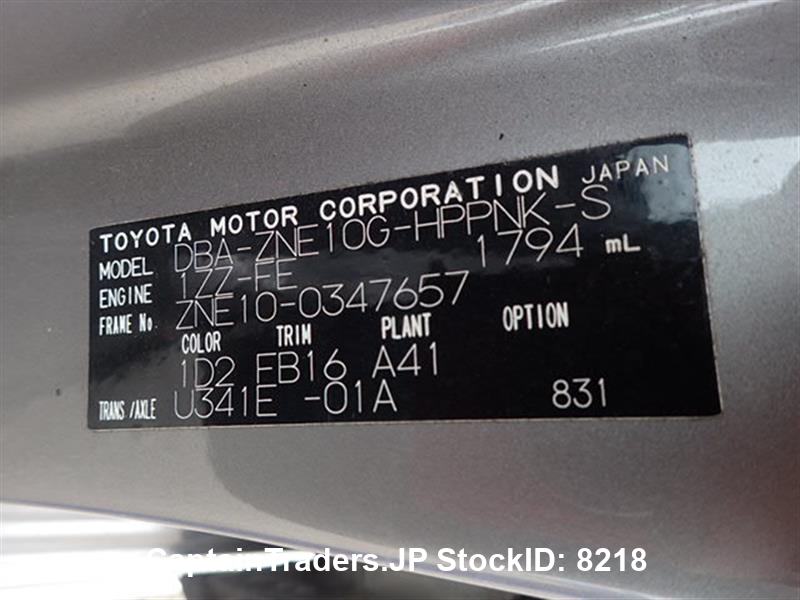 TOYOTA MOTOR CORPORATION JAPAN
MODEL DBA-ZNE10G-HPPNK-S
ENGINE 1ZZ-FE 1794 mL
FRAME No. ZNE10-0347657
COLOR TRIM PLANT OPTION
1D2 EB16 A41
TRANS/AXLE U341E -01A 831
CaptainTraders.JP StockID: 8218